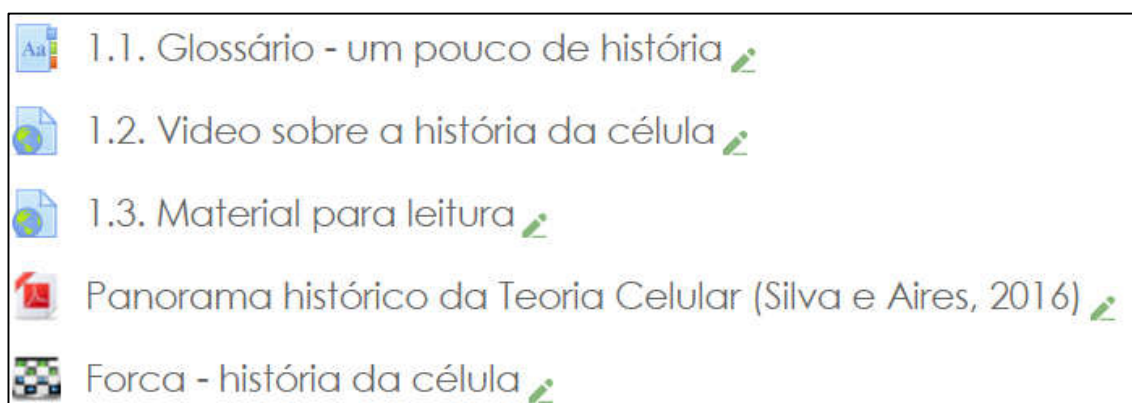 Aa
1.1. Glossário - um pouco de história
1.2. Video sobre a história da célula
1.3. Material para leitura
Panorama histórico da Teoria Celular (Silva e Aires, 2016)
Forca - história da célula